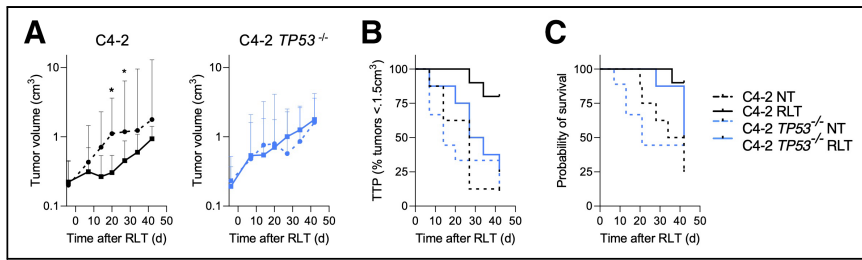 A
C4-2
Tumor volume (cm3)
10
1
0.1
0 10 20 30 40 50
Time after RLT (d)
*
*
C4-2 TP53-/-
Tumor volume (cm3)
10
1
0.1
0 10 20 30 40 50
Time after RLT (d)
B
TTP (% tumors <.1.5cm3)
100
75
50
25
0
0 10 20 30 40 50
Time after RLT (d)
C
Probability of survival
100
75
50
25
0
0 10 20 30 40 50
Time after RLT (d)
C4-2 NT
C4-2 RLT
C4-2 TP53-/- NT
C4-2 TP53-/- RLT